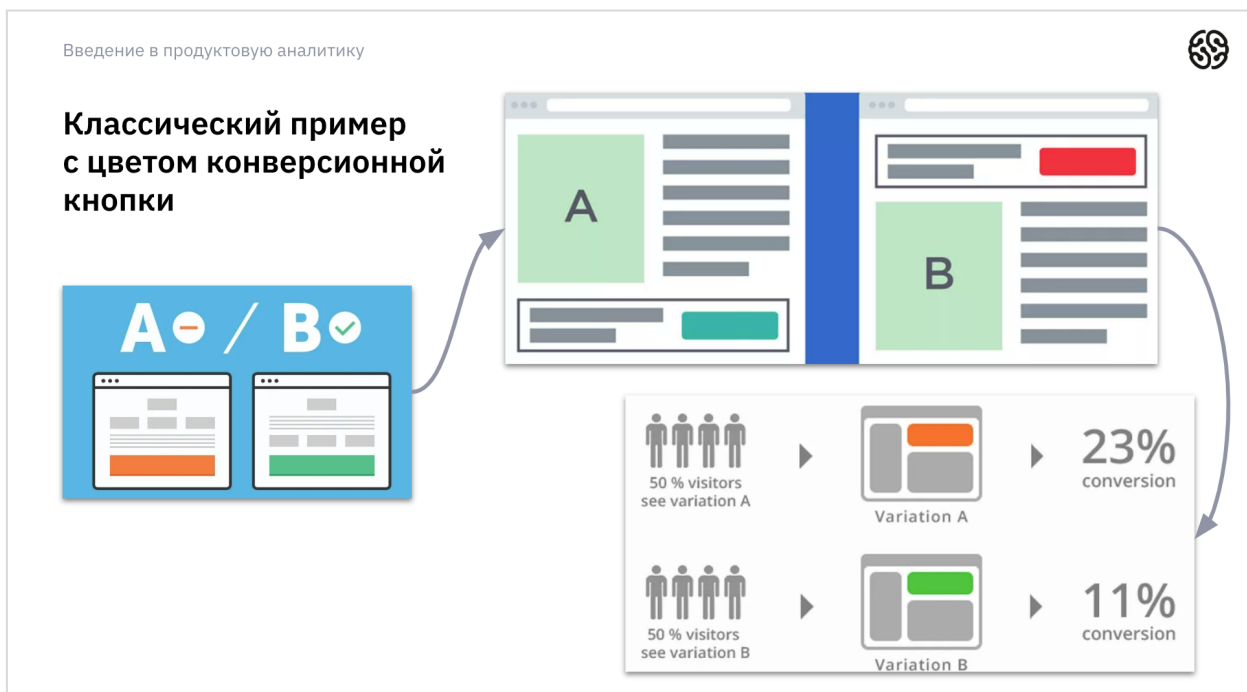 Введение в продуктовую аналитику
Классический пример
с цветом конверсионной
кнопки
A / B
A
B
50 % visitors
see variation A
Variation A
23%
conversion
50 % visitors
see variation B
Variation B
11%
conversion